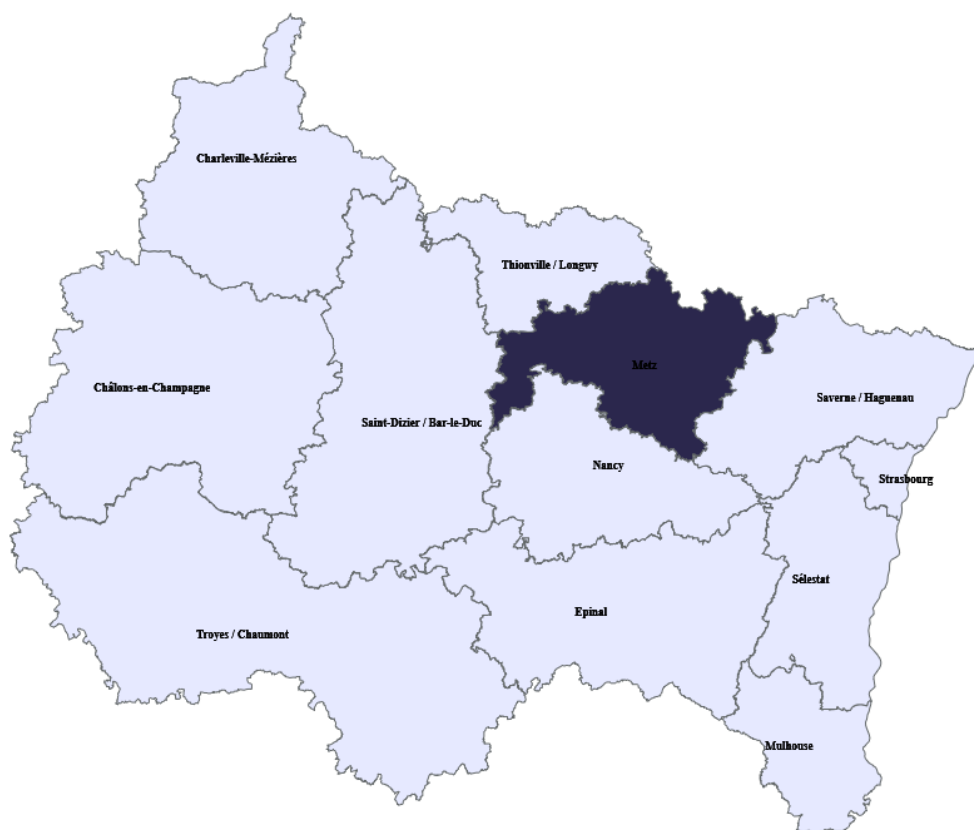 Charleville-Mézières
Thionville / Longwy
Metz
Châlons-en-Champagne
Saverne / Haguenau
Saint-Dizier / Bar-le-Duc
Nancy
Strasbourg
Sélestat
Epinal
Troyes / Chaumont
Mulhouse